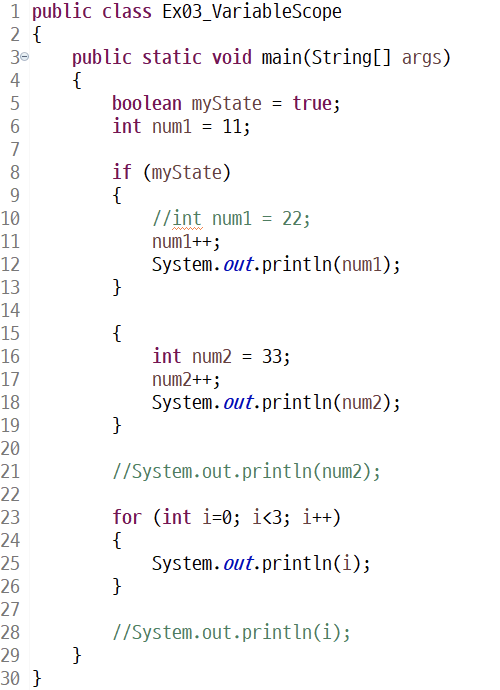 1 public class Ex03_VariableScope
2 {
3 public static void main(String[] args)
4 {
5 boolean myState = true;
6 int num1 = 11;
7
8 if (myState)
9 {
10 //int num1 = 22;
11 num1++;
12 System.out.println(num1);
13 }
14
15 {
16 int num2 = 33;
17 num2++;
18 System.out.println(num2);
19 }
20
21 //System.out.println(num2);
22
23 for (int i=0; i<3; i++)
24 {
25 System.out.println(i);
26 }
27
28 //System.out.println(i);
29 }
30 }